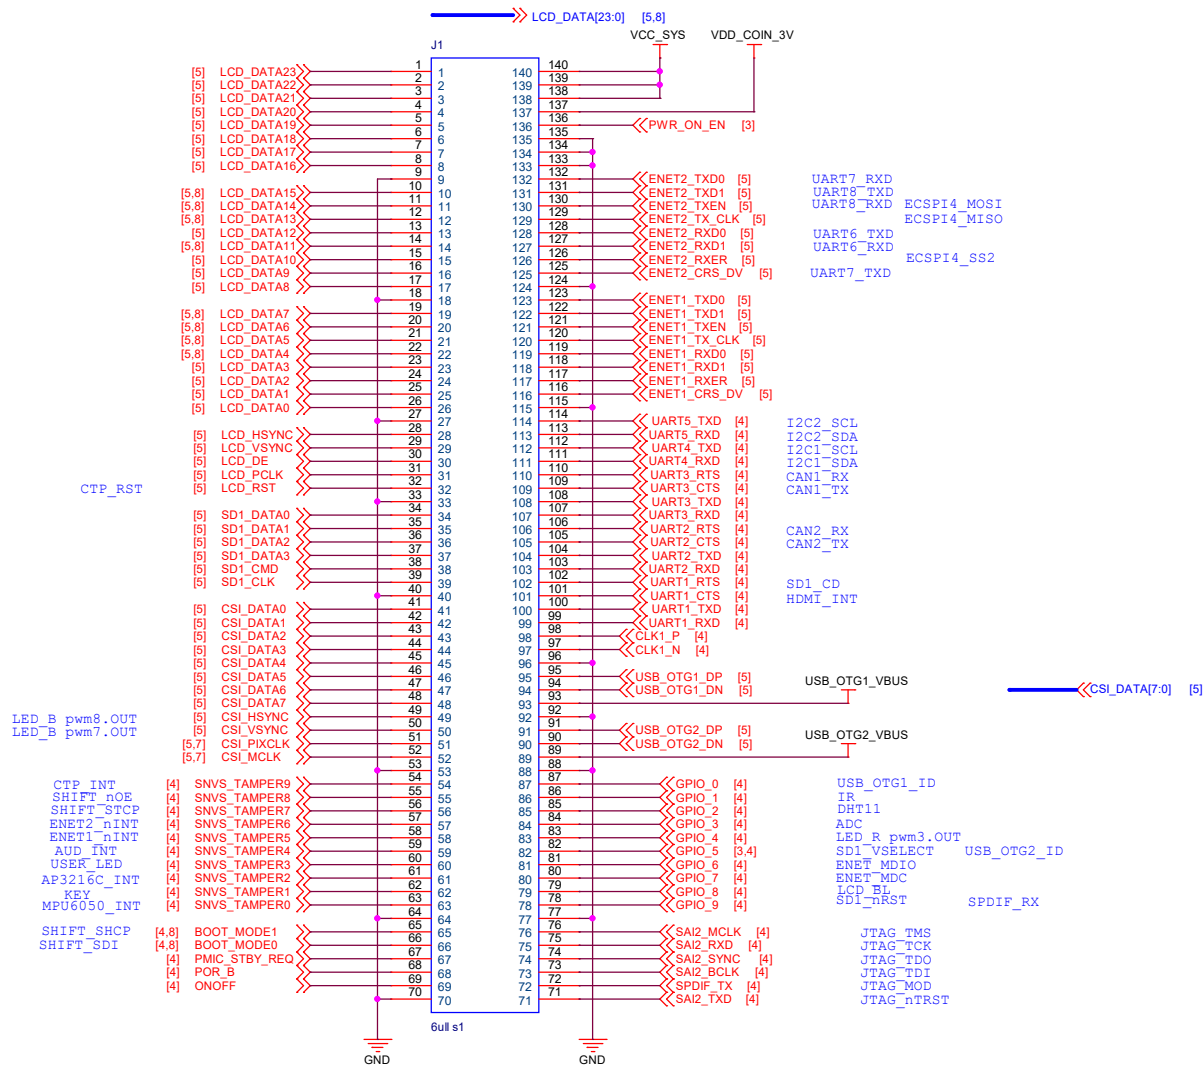 LCD_DATA[23:0] [5,8]
VCC_SYS VDD_COIN_3V
J1
[5] LCD_DATA23 1 1 140 140
[5] LCD_DATA22 2 2 139 139
[5] LCD_DATA21 3 3 138 138
[5] LCD_DATA20 4 4 137 137
[5] LCD_DATA19 5 5 136 136 PWR_ON_EN [3]
[5] LCD_DATA18 6 6 135 135
[5] LCD_DATA17 7 7 134 134
[5] LCD_DATA16 8 8 133 133
9 9 132 132 ENET2_TXD0 [5] UART7_RXD
[5,8] LCD_DATA15 10 10 131 131 ENET2_TXD1 [5] UART8_TXD
[5,8] LCD_DATA14 11 11 130 130 ENET2_TXEN [5] UART8_RXD ECSPI4_MOSI
[5,8] LCD_DATA13 12 12 129 129 ENET2_TX_CLK [5] ECSPI4_MISO
[5] LCD_DATA12 13 13 128 128 ENET2_RXD0 [5] UART6_TXD
[5,8] LCD_DATA11 14 14 127 127 ENET2_RXD1 [5] UART6_RXD
[5] LCD_DATA10 15 15 126 126 ENET2_RXER [5] ECSPI4_SS2
[5] LCD_DATA9 16 16 125 125 ENET2_CRS_DV [5] UART7_TXD
[5] LCD_DATA8 17 17 124 124
18 18 123 123 ENET1_TXD0 [5]
[5,8] LCD_DATA7 19 19 122 122 ENET1_TXD1 [5]
[5,8] LCD_DATA6 20 20 121 121 ENET1_TXEN [5]
[5,8] LCD_DATA5 21 21 120 120 ENET1_TX_CLK [5]
[5,8] LCD_DATA4 22 22 119 119 ENET1_RXD0 [5]
[5] LCD_DATA3 23 23 118 118 ENET1_RXD1 [5]
[5] LCD_DATA2 24 24 117 117 ENET1_RXER [5]
[5] LCD_DATA1 25 25 116 116 ENET1_CRS_DV [5]
[5] LCD_DATA0 26 26 115 115
27 27 114 114 UART5_TXD [4] I2C2_SCL
[5] LCD_HSYNC 28 28 113 113 UART5_RXD [4] I2C2_SDA
[5] LCD_VSYNC 29 29 112 112 UART4_TXD [4] I2C1_SCL
[5] LCD_DE 30 30 111 111 UART4_RXD [4] I2C1_SDA
[5] LCD_PCLK 31 31 110 110 UART3_RTS [4] CAN1_RX
CTP_RST [5] LCD_RST 32 32 109 109 UART3_CTS [4] CAN1_TX
33 33 108 108 UART3_TXD [4]
[5] SD1_DATA0 34 34 107 107 UART3_RXD [4]
[5] SD1_DATA1 35 35 106 106 UART2_RTS [4] CAN2_RX
[5] SD1_DATA2 36 36 105 105 UART2_CTS [4] CAN2_TX
[5] SD1_DATA3 37 37 104 104 UART2_TXD [4]
[5] SD1_CMD 38 38 103 103 UART2_RXD [4]
[5] SD1_CLK 39 39 102 102 UART1_RTS [4] SD1_CD
40 40 101 101 UART1_CTS [4] HDMI_INT
[5] CSI_DATA0 41 41 100 100 UART1_TXD [4]
[5] CSI_DATA1 42 42 99 99 UART1_RXD [4]
[5] CSI_DATA2 43 43 98 98 CLK1_P [4]
[5] CSI_DATA3 44 44 97 97 CLK1_N [4]
[5] CSI_DATA4 45 45 96 96
[5] CSI_DATA5 46 46 95 95 USB_OTG1_DP [5] USB_OTG1_VBUS
[5] CSI_DATA6 47 47 94 94 USB_OTG1_DN [5] CSI_DATA[7:0] [5]
[5] CSI_DATA7 48 48 93 93
LED_B pwm8.OUT [5] CSI_HSYNC 49 49 92 92
LED_B pwm7.OUT [5] CSI_VSYNC 50 50 91 91 USB_OTG2_DP [5] USB_OTG2_VBUS
[5,7] CSI_PIXCLK 51 51 90 90 USB_OTG2_DN [5]
[5,7] CSI_MCLK 52 52 89 89
53 53 88 88
CTP_INT [4] SNVS_TAMPER9 54 54 87 87 GPIO_0 [4] USB_OTG1_ID
SHIFT_nOE [4] SNVS_TAMPER8 55 55 86 86 GPIO_1 [4] IR
SHIFT_STCP [4] SNVS_TAMPER7 56 56 85 85 GPIO_2 [4] DHT11
ENET2_nINT [4] SNVS_TAMPER6 57 57 84 84 GPIO_3 [4] ADC
ENET1_nINT [4] SNVS_TAMPER5 58 58 83 83 GPIO_4 [4] LED_R pwm3.OUT
AUD_INT [4] SNVS_TAMPER4 59 59 82 82 GPIO_5 [3,4] SD1_VSELECT USB_OTG2_ID
USER_LED [4] SNVS_TAMPER3 60 60 81 81 GPIO_6 [4] ENET_MDIO
AP3216C_INT [4] SNVS_TAMPER2 61 61 80 80 GPIO_7 [4] ENET_MDC
KEY [4] SNVS_TAMPER1 62 62 79 79 GPIO_8 [4] LCD_BL
MPU6050_INT [4] SNVS_TAMPER0 63 63 78 78 GPIO_9 [4] SD1_nRST SPDIF_RX
64 64 77 77
SHIFT_SHCP [4,8] BOOT_MODE1 65 65 76 76 SAI2_MCLK [4] JTAG_TMS
SHIFT_SDI [4,8] BOOT_MODE0 66 66 75 75 SAI2_RXD [4] JTAG_TCK
[4] PMIC_STBY_REQ 67 67 74 74 SAI2_SYNC [4] JTAG_TDO
[4] POR_B 68 68 73 73 SAI2_BCLK [4] JTAG_TDI
[4] ONOFF 69 69 72 72 SPDIF_TX [4] JTAG_MOD
70 70 71 71 SAI2_TXD [4] JTAG_nTRST
6ull s1
GND GND